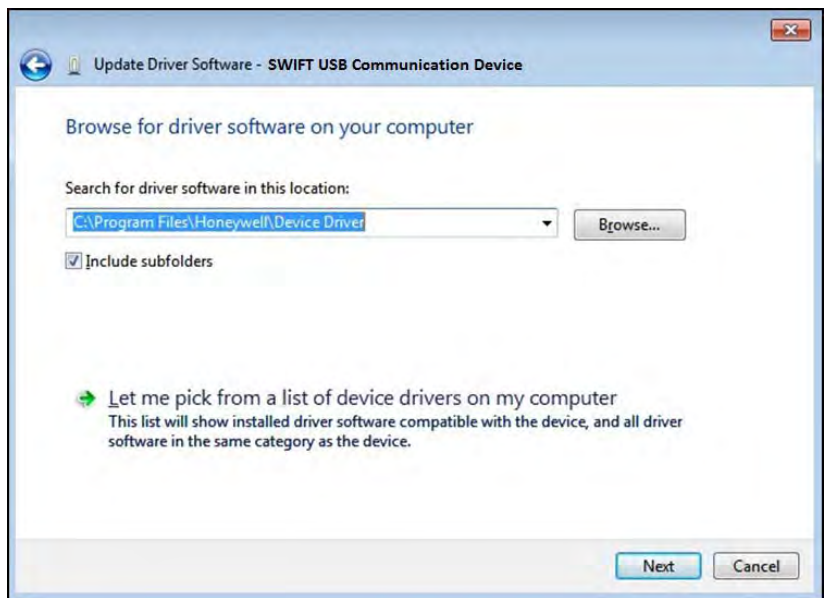 Update Driver Software - SWIFT USB Communication Device
Browse for driver software on your computer
Search for driver software in this location:
C:\Program Files\Honeywell\Device Driver
Browse...
Include subfolders
Let me pick from a list of device drivers on my computer
This list will show installed driver software compatible with the device, and all driver
software in the same category as the device.
Next
Cancel